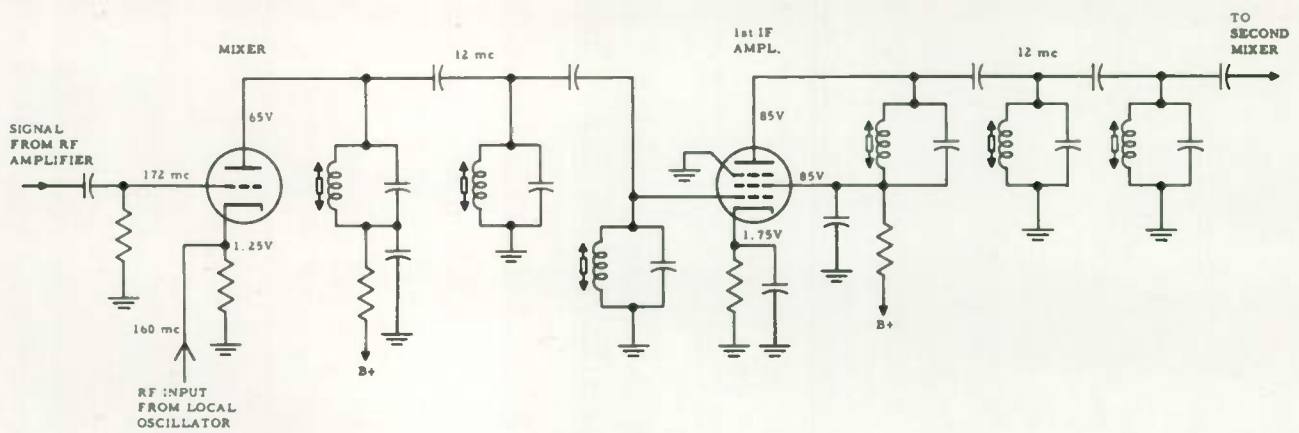 MIXER
12 mc
1st IF
AMPL.
12 mc
TO
SECOND
MIXER
65V
85V
SIGNAL
FROM RF
AMPLIFIER
172 mc
85V
1.25V
1.75V
160 mc
B+
B+
RF INPUT
FROM LOCAL
OSCILLATOR